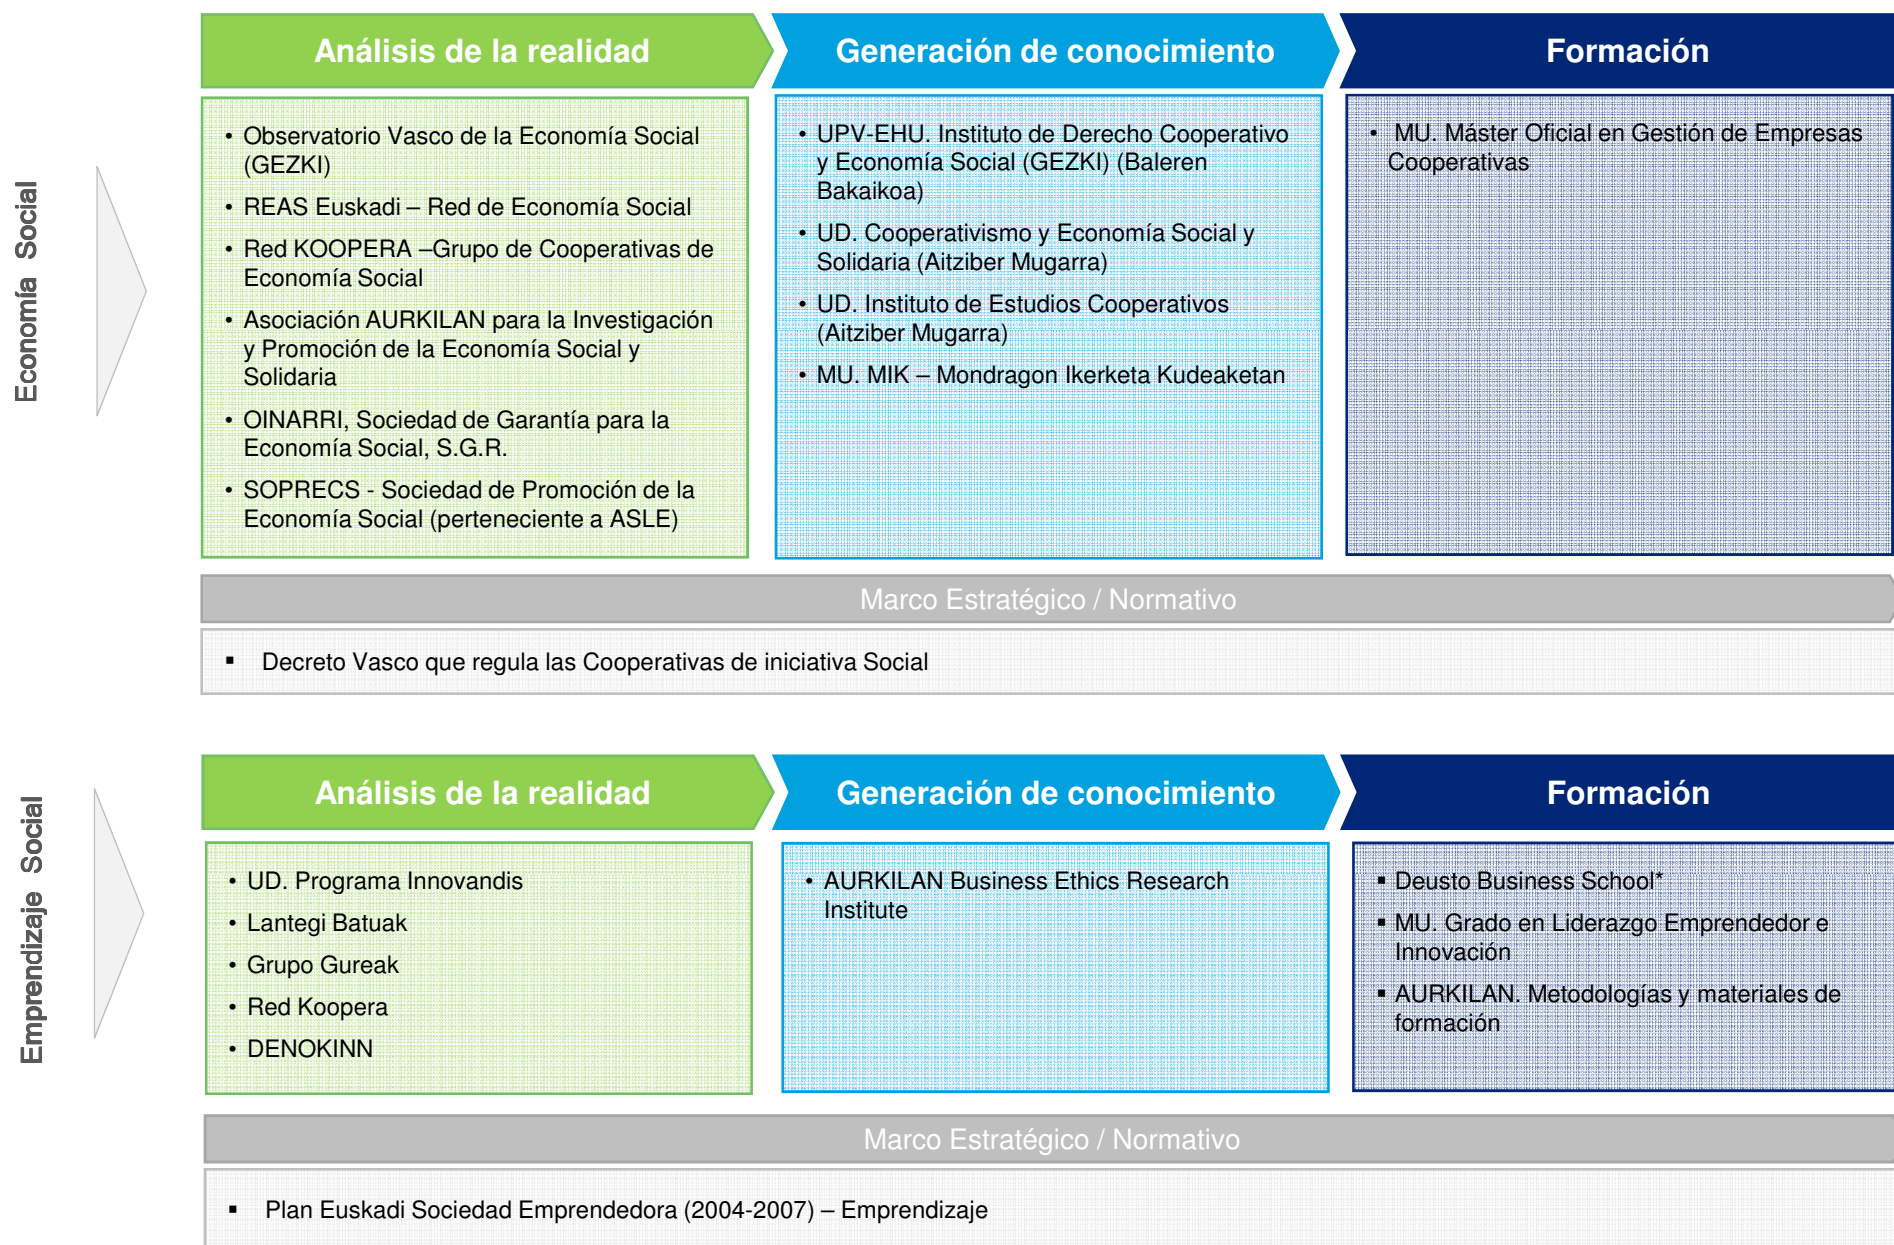 Economía Social
Análisis de la realidad
• Observatorio Vasco de la Economía Social
(GEZKI)
• REAS Euskadi – Red de Economía Social
• Red KOOPERA –Grupo de Cooperativas de
Economía Social
• Asociación AURKILAN para la Investigación
y Promoción de la Economía Social y
Solidaria
• OINARRI, Sociedad de Garantía para la
Economía Social, S.G.R.
• SOPRECS - Sociedad de Promoción de la
Economía Social (perteneciente a ASLE)
Generación de conocimiento
• UPV-EHU. Instituto de Derecho Cooperativo
y Economía Social (GEZKI) (Baleren
Bakaikoa)
• UD. Cooperativismo y Economía Social y
Solidaria (Aitziber Mugarra)
• UD. Instituto de Estudios Cooperativos
(Aitziber Mugarra)
• MU. MIK – Mondragon Ikerketa Kudeaketan
Formación
• MU. Máster Oficial en Gestión de Empresas
Cooperativas
Marco Estratégico / Normativo
▪ Decreto Vasco que regula las Cooperativas de iniciativa Social
Emprendizaje Social
Análisis de la realidad
• UD. Programa Innovandis
• Lantegi Batuak
• Grupo Gureak
• Red Koopera
• DENOKINN
Generación de conocimiento
• AURKILAN Business Ethics Research
Institute
Formación
▪ Deusto Business School*
▪ MU. Grado en Liderazgo Emprendedor e
Innovación
▪ AURKILAN. Metodologías y materiales de
formación
Marco Estratégico / Normativo
▪ Plan Euskadi Sociedad Emprendedora (2004-2007) – Emprendizaje